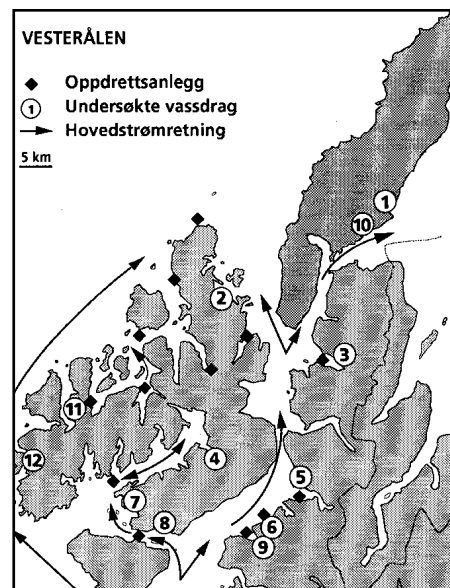 VESTERÅLEN
Oppdrettsanlegg
1 Undersøkte vassdrag
Hovedstrømretning
5 km
1
10
2
3
11
4
12
5
7
6
8
9